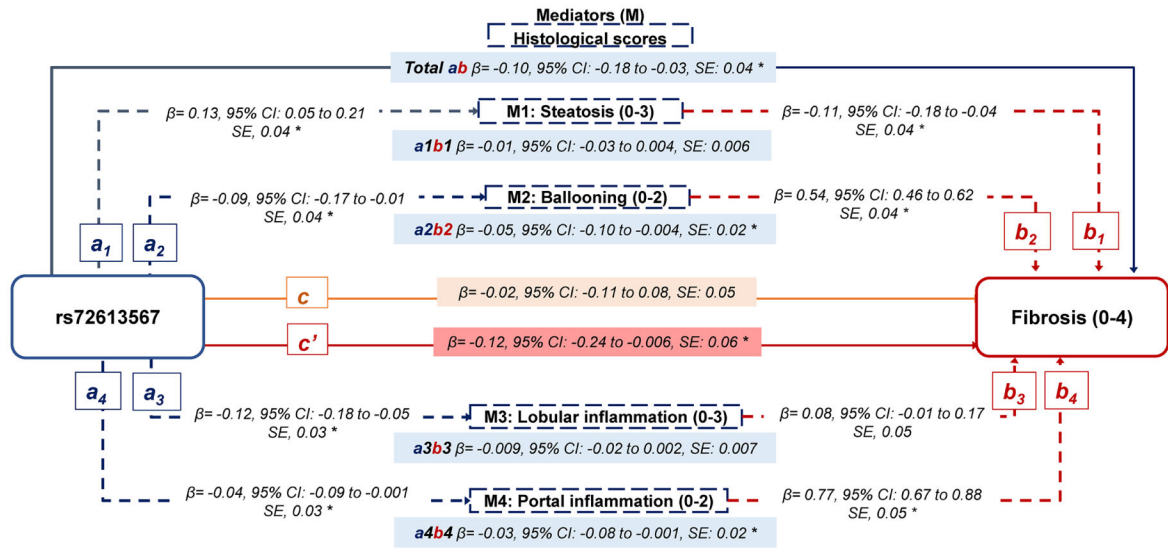 Mediators (M)
Histological scores
Total ab β= -0.10, 95% CI: -0.18 to -0.03, SE: 0.04 *
β= 0.13, 95% CI: 0.05 to 0.21
SE, 0.04 *
M1: Steatosis (0-3)
β= -0.11, 95% CI: -0.18 to -0.04
SE, 0.04 *
a1b1 β= -0.01, 95% CI: -0.03 to 0.004, SE: 0.006
β= -0.09, 95% CI: -0.17 to -0.01
SE, 0.04 *
M2: Ballooning (0-2)
β= 0.54, 95% CI: 0.46 to 0.62
SE, 0.04 *
a2b2 β= -0.05, 95% CI: -0.10 to -0.004, SE: 0.02 *
a1
a2
b2
b1
rs72613567
c
β= -0.02, 95% CI: -0.11 to 0.08, SE: 0.05
c'
β= -0.12, 95% CI: -0.24 to -0.006, SE: 0.06 *
Fibrosis (0-4)
a4
a3
b3
b4
β= -0.12, 95% CI: -0.18 to -0.05
SE, 0.03 *
M3: Lobular inflammation (0-3)
β= 0.08, 95% CI: -0.01 to 0.17
SE, 0.05
a3b3 β= -0.009, 95% CI: -0.02 to 0.002, SE: 0.007
β= -0.04, 95% CI: -0.09 to -0.001
SE, 0.03 *
M4: Portal inflammation (0-2)
β= 0.77, 95% CI: 0.67 to 0.88
SE, 0.05 *
a4b4 β= -0.03, 95% CI: -0.08 to -0.001, SE: 0.02 *